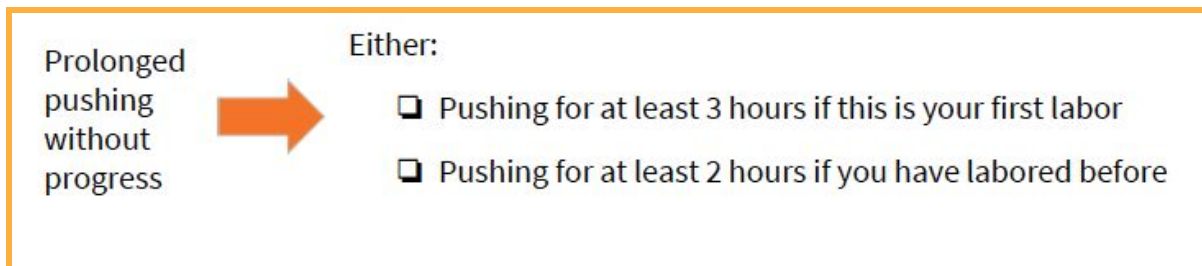 Prolonged
pushing
without
progress
Either:
❑ Pushing for at least 3 hours if this is your first labor
❑ Pushing for at least 2 hours if you have labored before